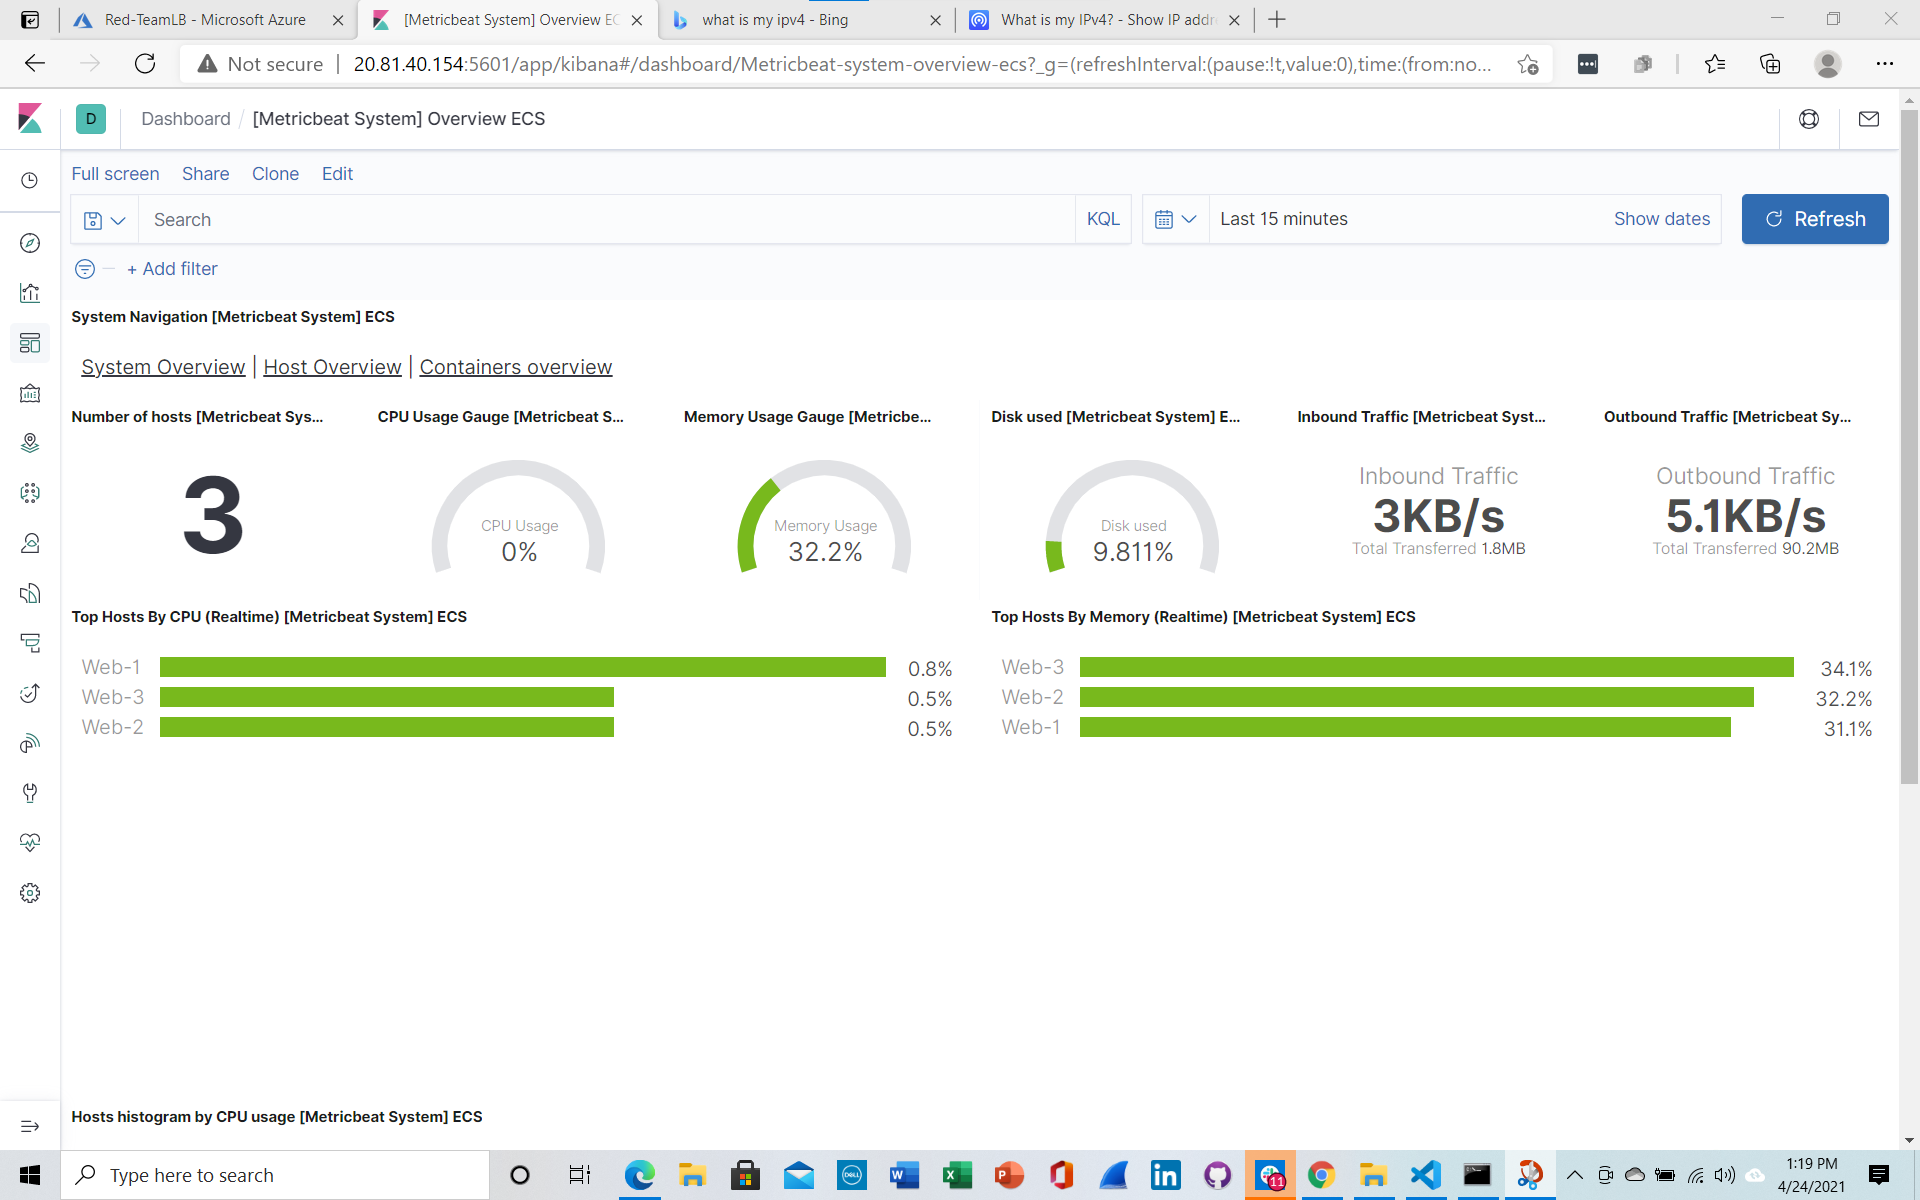 Red-TeamLB - Microsoft Azure
[Metricbeat System] Overview EC
what is my ipv4 - Bing
What is my IPv4? - Show IP addr
Not secure
20.81.40.154:5601/app/kibana#/dashboard/Metricbeat-system-overview-ecs?_g=(refreshInterval:(pause:!t,value:0),time:(from:no...
D
Dashboard / [Metricbeat System] Overview ECS
Full screen Share Clone Edit
Search KQL Last 15 minutes Show dates Refresh
+ Add filter
System Navigation [Metricbeat System] ECS
System Overview | Host Overview | Containers overview
Number of hosts [Metricbeat Sys...
CPU Usage Gauge [Metricbeat S...
Memory Usage Gauge [Metricbe...
Disk used [Metricbeat System] E...
Inbound Traffic [Metricbeat Syst...
Outbound Traffic [Metricbeat Sy...
3
CPU Usage
0%
Memory Usage
32.2%
Disk used
9.811%
Inbound Traffic
3KB/s
Total Transferred 1.8MB
Outbound Traffic
5.1KB/s
Total Transferred 90.2MB
Top Hosts By CPU (Realtime) [Metricbeat System] ECS
Web-1 0.8%
Web-3 0.5%
Web-2 0.5%
Top Hosts By Memory (Realtime) [Metricbeat System] ECS
Web-3 34.1%
Web-2 32.2%
Web-1 31.1%
Hosts histogram by CPU usage [Metricbeat System] ECS
Type here to search
DELL
11
1:19 PM
4/24/2021